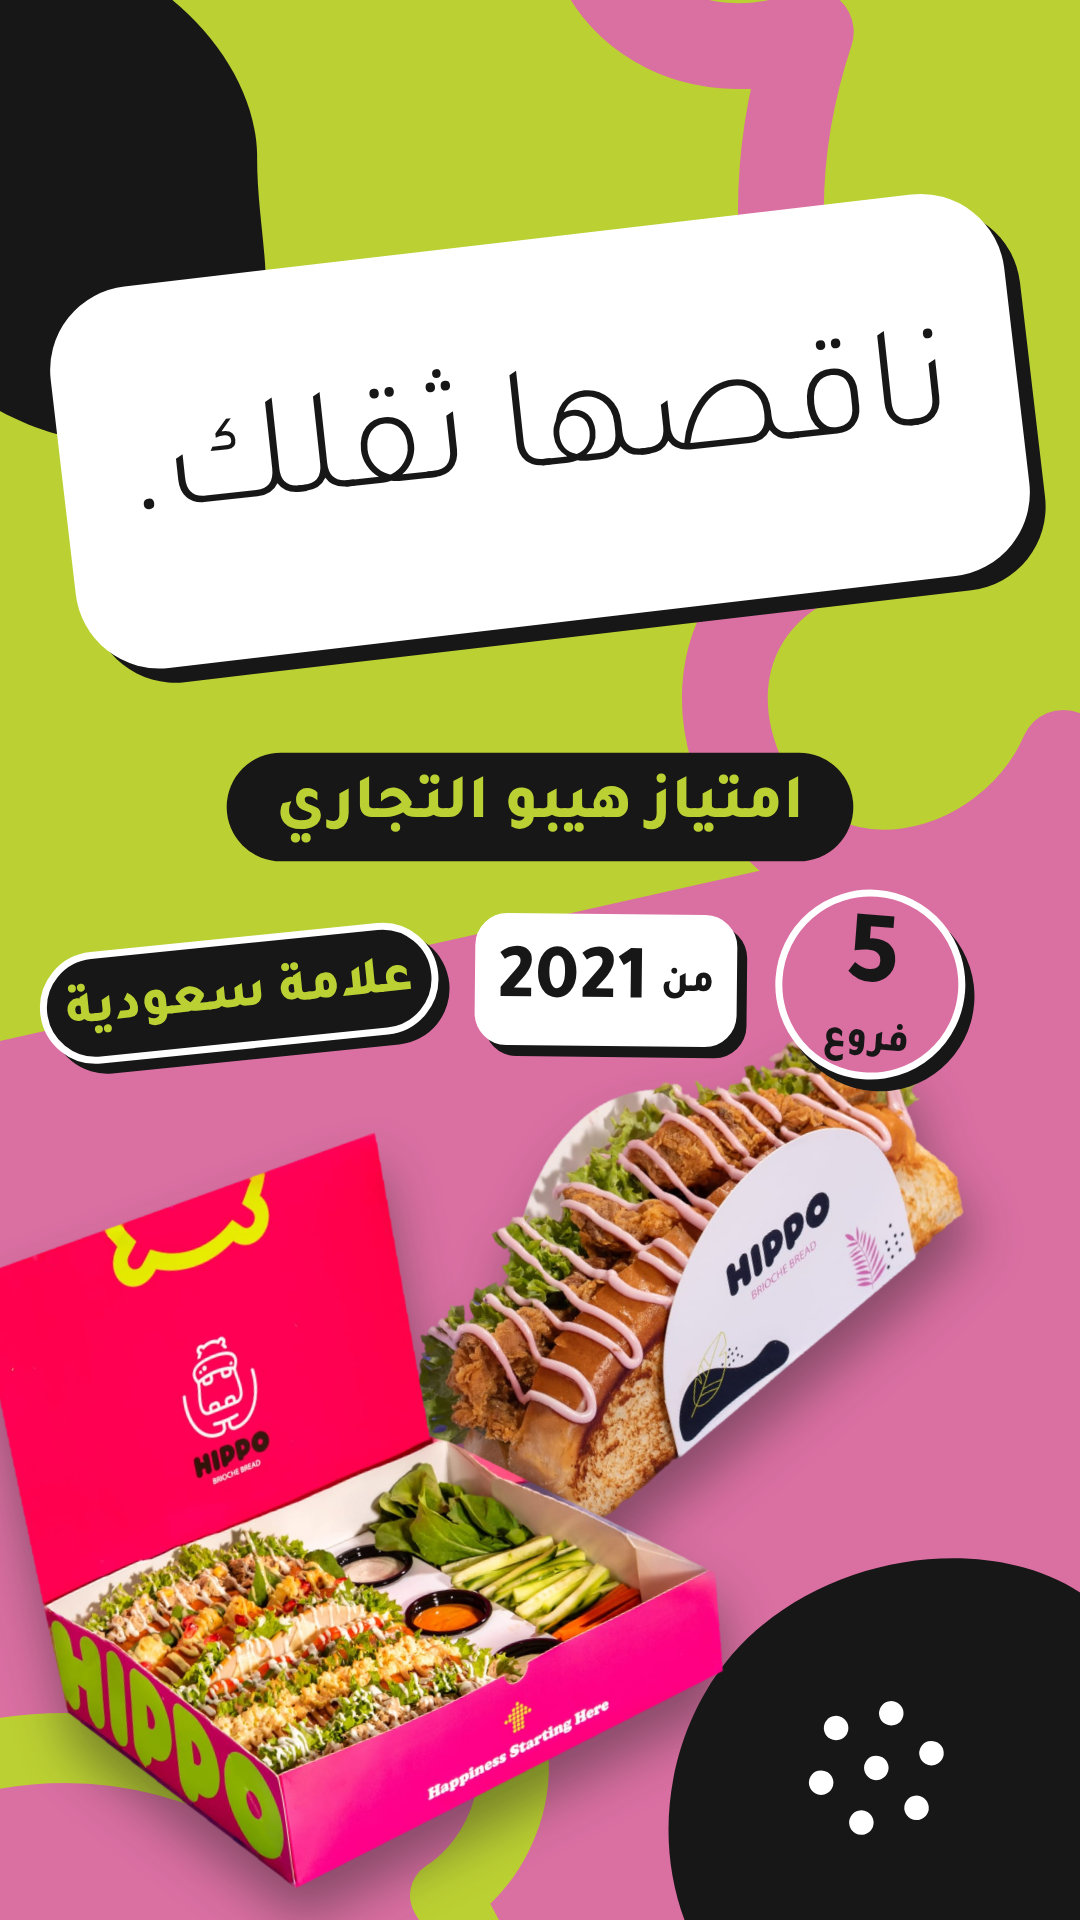 ناقصها ثقلك.
امتياز هيبو التجاري
5
فروع
من 2021
علامة سعودية
HIPPO
BRIOCHE BREAD
HIPPO
BRIOCHE BREAD
HIPPO
Happiness Starting Here